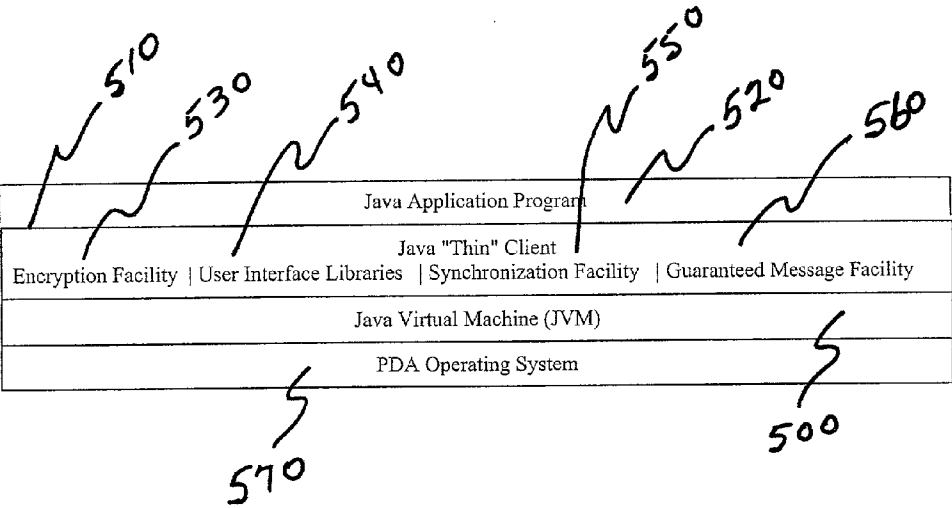 510
530
540
550
520
560
Java Application Program
Java "Thin" Client
Encryption Facility | User Interface Libraries | Synchronization Facility | Guaranteed Message Facility
Java Virtual Machine (JVM)
PDA Operating System
570
500